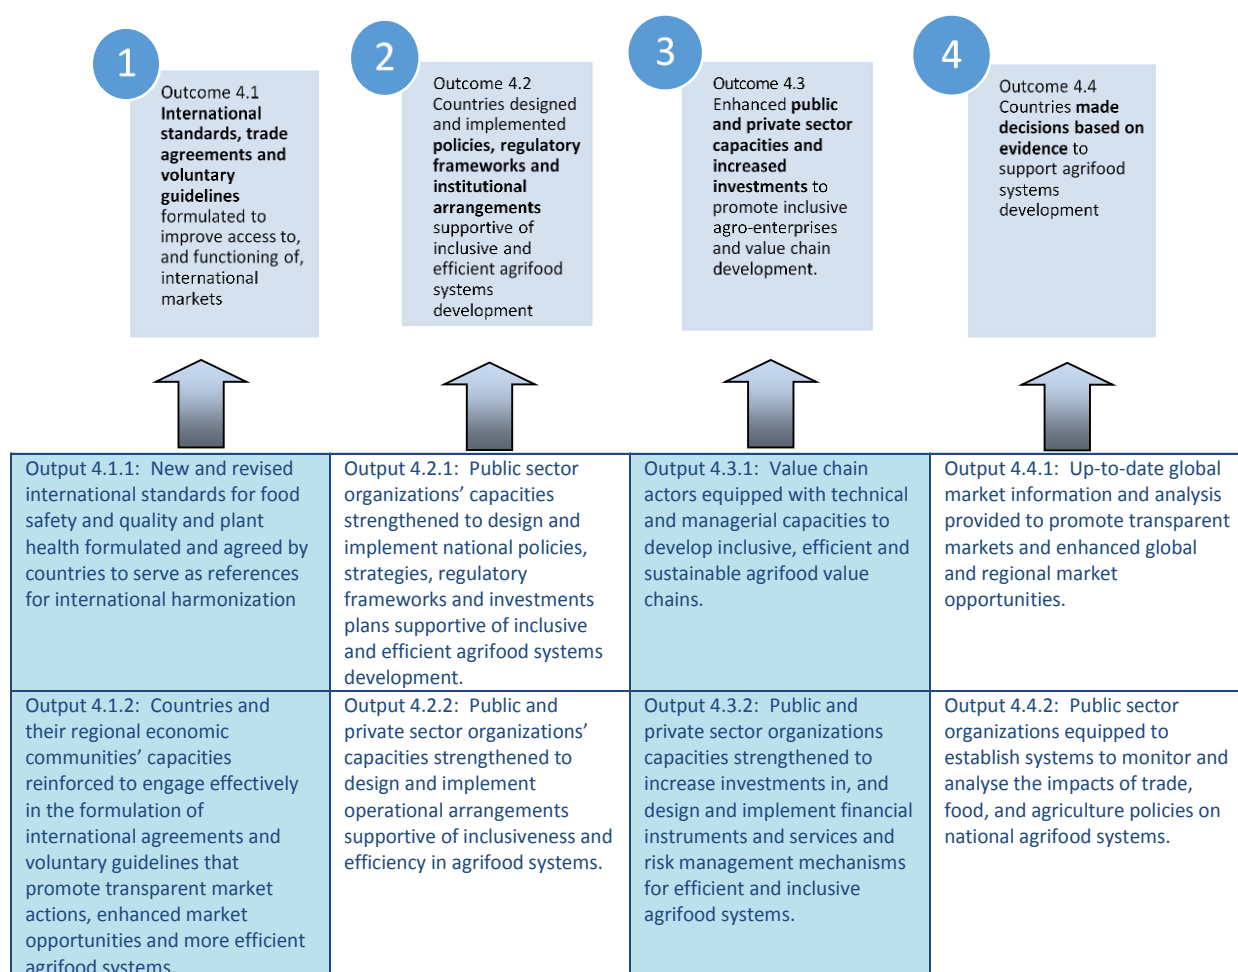 1
Outcome 4.1
International
standards, trade
agreements and
voluntary
guidelines
formulated to
improve access to,
and functioning of,
international
markets
2
Outcome 4.2
Countries designed
and implemented
policies, regulatory
frameworks and
institutional
arrangements
supportive of
inclusive and
efficient agrifood
systems
development
3
Outcome 4.3
Enhanced public
and private sector
capacities and
increased
investments to
promote inclusive
agro-enterprises
and value chain
development.
4
Outcome 4.4
Countries made
decisions based on
evidence to
support agrifood
systems
development
Output 4.1.1: New and revised
international standards for food
safety and quality and plant
health formulated and agreed by
countries to serve as references
for international harmonization
Output 4.2.1: Public sector
organizations’ capacities
strengthened to design and
implement national policies,
strategies, regulatory
frameworks and investments
plans supportive of inclusive
and efficient agrifood systems
development.
Output 4.3.1: Value chain
actors equipped with technical
and managerial capacities to
develop inclusive, efficient and
sustainable agrifood value
chains.
Output 4.4.1: Up-to-date global
market information and analysis
provided to promote transparent
markets and enhanced global
and regional market
opportunities.
Output 4.1.2: Countries and
their regional economic
communities’ capacities
reinforced to engage effectively
in the formulation of
international agreements and
voluntary guidelines that
promote transparent market
actions, enhanced market
opportunities and more efficient
agrifood systems.
Output 4.2.2: Public and
private sector organizations’
capacities strengthened to
design and implement
operational arrangements
supportive of inclusiveness and
efficiency in agrifood systems.
Output 4.3.2: Public and
private sector organizations
capacities strengthened to
increase investments in, and
design and implement financial
instruments and services and
risk management mechanisms
for efficient and inclusive
agrifood systems.
Output 4.4.2: Public sector
organizations equipped to
establish systems to monitor and
analyse the impacts of trade,
food, and agriculture policies on
national agrifood systems.